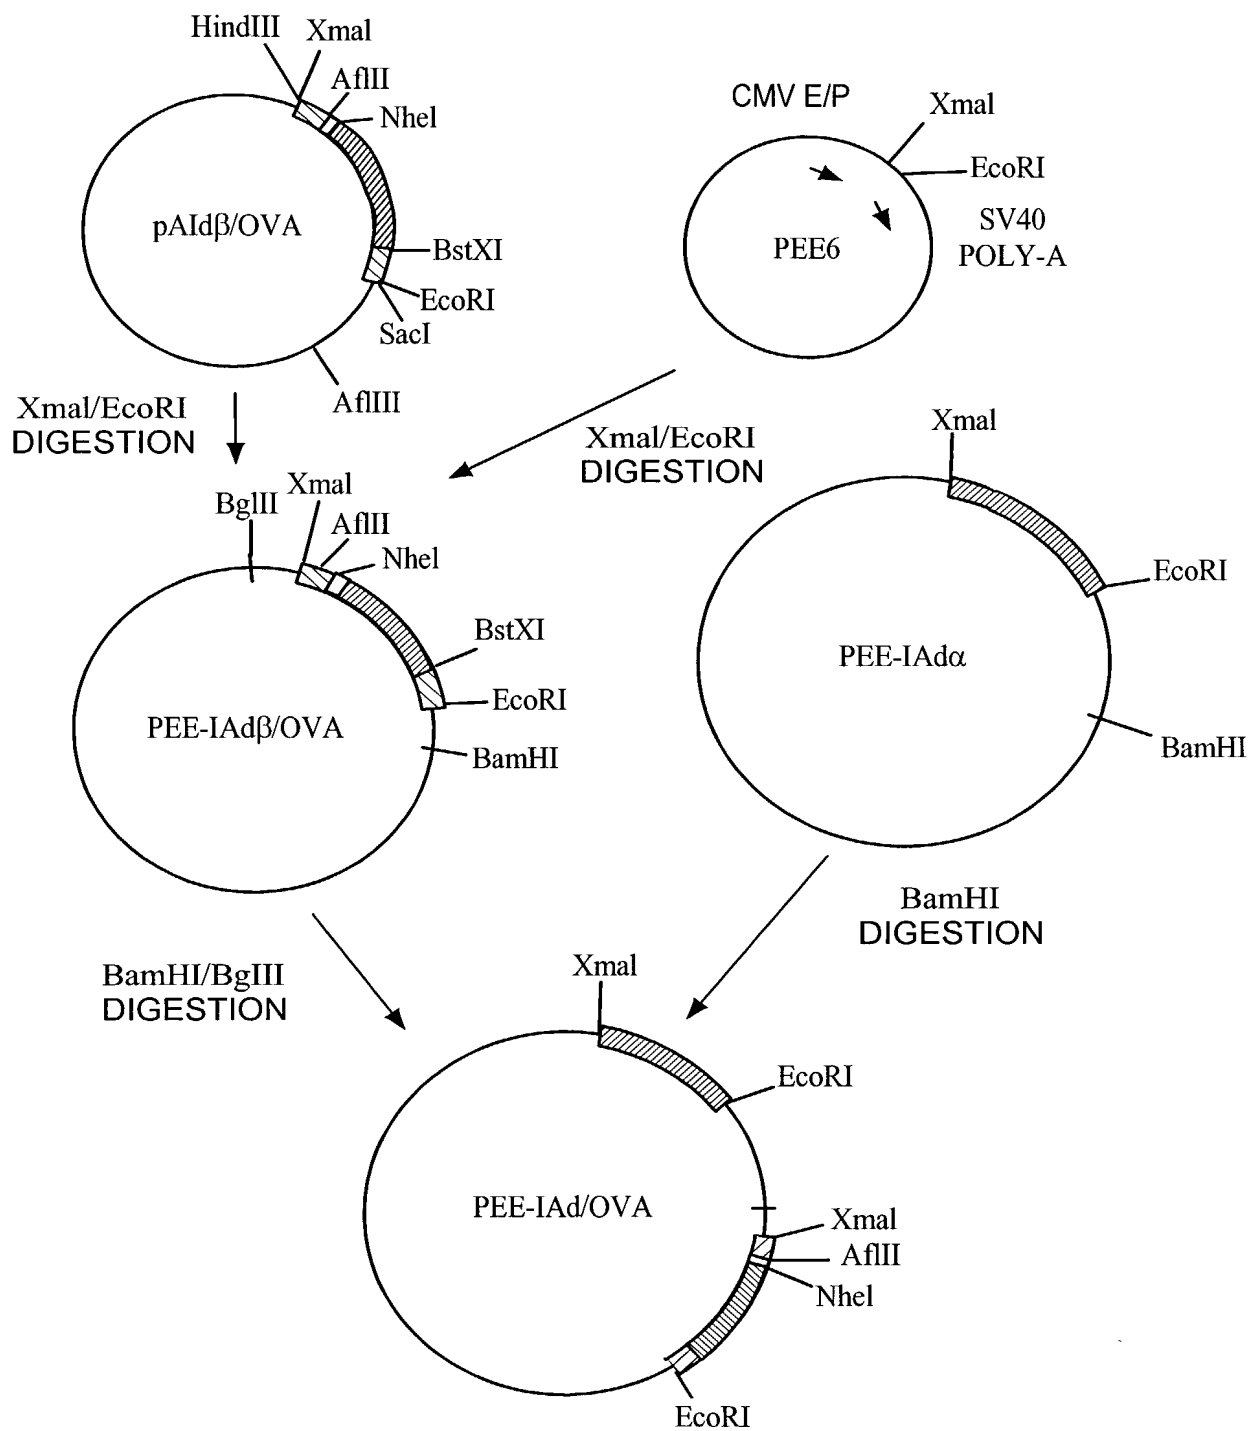 HindIII
XmaI
AflII
NheI
pAIdβ/OVA
BstXI
EcoRI
SacI
AflIII
CMV E/P
XmaI
EcoRI
SV40
POLY-A
PEE6
XmaI/EcoRI
DIGESTION
XmaI/EcoRI
DIGESTION
BglII
XmaI
AflII
NheI
BstXI
EcoRI
BamHI
PEE-IAdβ/OVA
XmaI
EcoRI
PEE-IAdα
BamHI
BamHI/BglII
DIGESTION
BamHI
DIGESTION
XmaI
EcoRI
PEE-IAd/OVA
XmaI
AflII
NheI
EcoRI